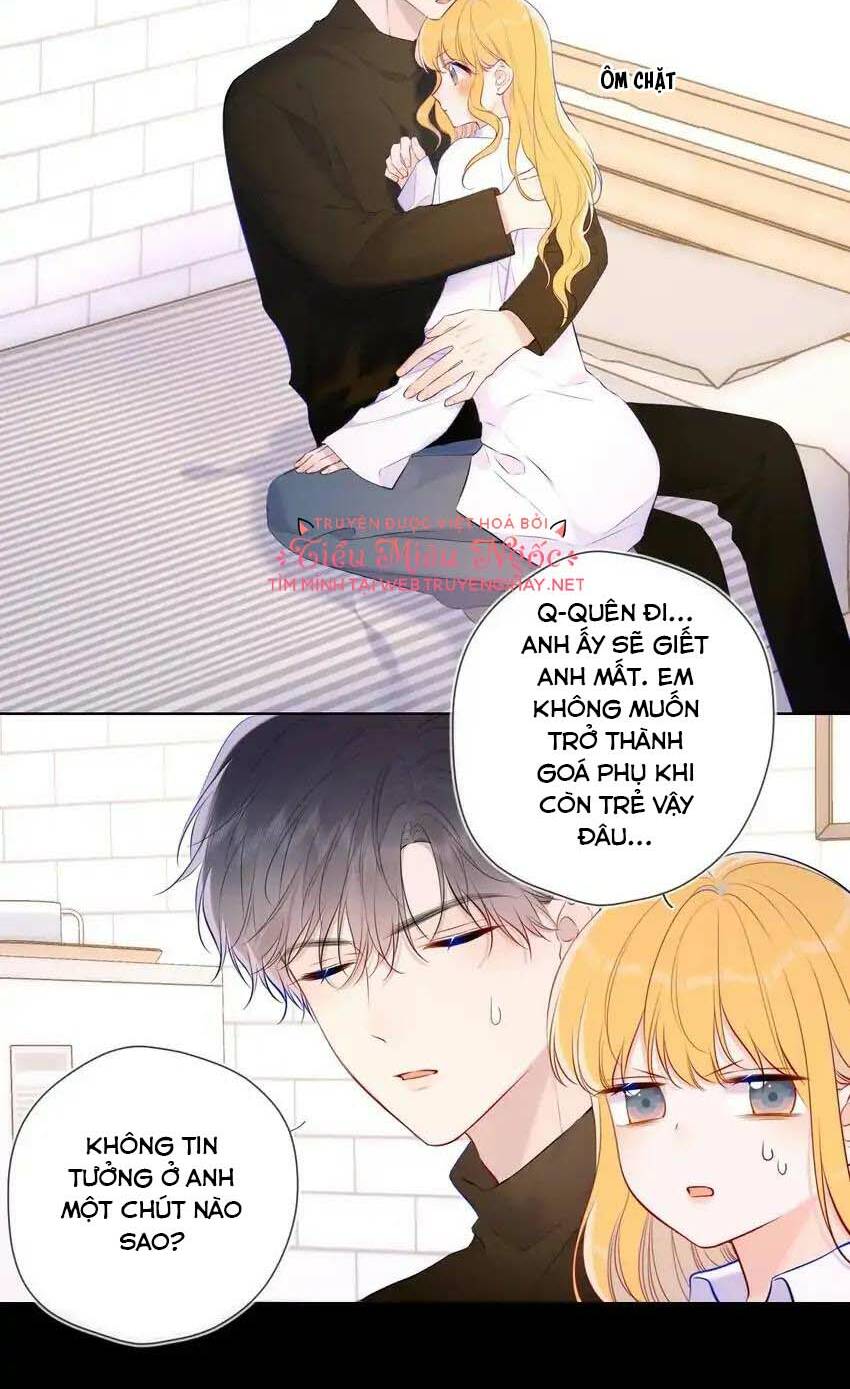 ÔM CHẶT
TRUYỆN ĐƯỢC VIỆT HOÁ BỞI
Tiểu Miêu Ngốc
TÌM MÌNH TẠI WEBTRUYENGIHAY.NET
Q-QUÊN ĐI...
ANH ẤY SẼ GIẾT
ANH MẤT. EM
KHÔNG MUỐN
TRỞ THÀNH
GOÁ PHỤ KHI
CÒN TRẺ VẬY
ĐÂU...
KHÔNG TIN
TƯỞNG Ở ANH
MỘT CHÚT NÀO
SAO?